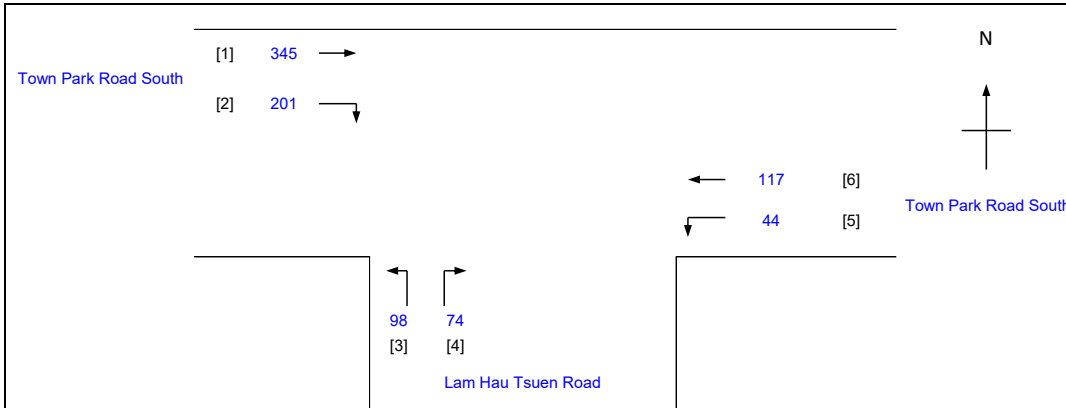 [1] 345
N
Town Park Road South
[2] 201
117 [6]
Town Park Road South
44 [5]
98 74
[3] [4]
Lam Hau Tsuen Road